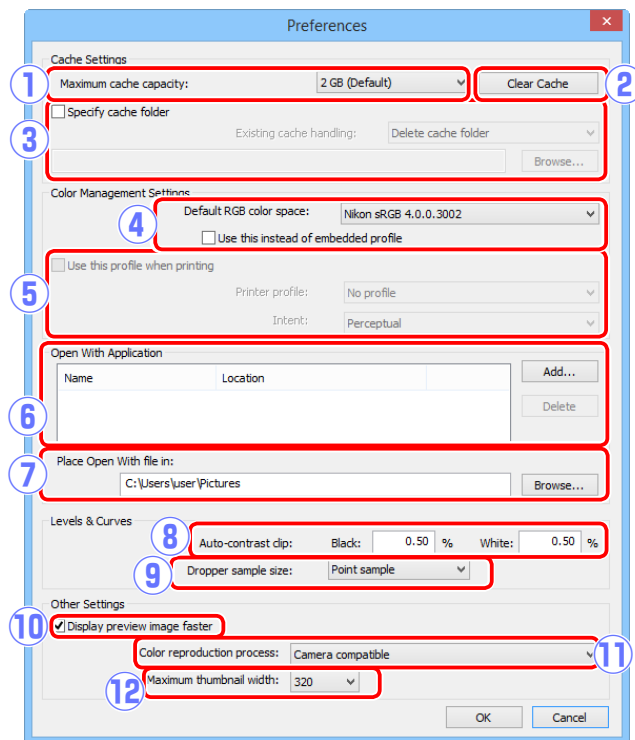 Preferences
Cache Settings
① Maximum cache capacity: 2 GB (Default) Clear Cache ②
③ Specify cache folder
Existing cache handling: Delete cache folder
Browse...
Color Management Settings
④ Default RGB color space: Nikon sRGB 4.0.0.3002
Use this instead of embedded profile
⑤ Use this profile when printing
Printer profile: No profile
Intent: Perceptual
Open With Application
⑥ Name Location Add...
Delete
⑦ Place Open With file in:
C:\Users\user\Pictures Browse...
Levels & Curves
⑧ Auto-contrast clip: Black: 0.50 % White: 0.50 %
⑨ Dropper sample size: Point sample
Other Settings
⑩ Display preview image faster
Color reproduction process: Camera compatible ⑪
⑫ Maximum thumbnail width: 320
OK Cancel